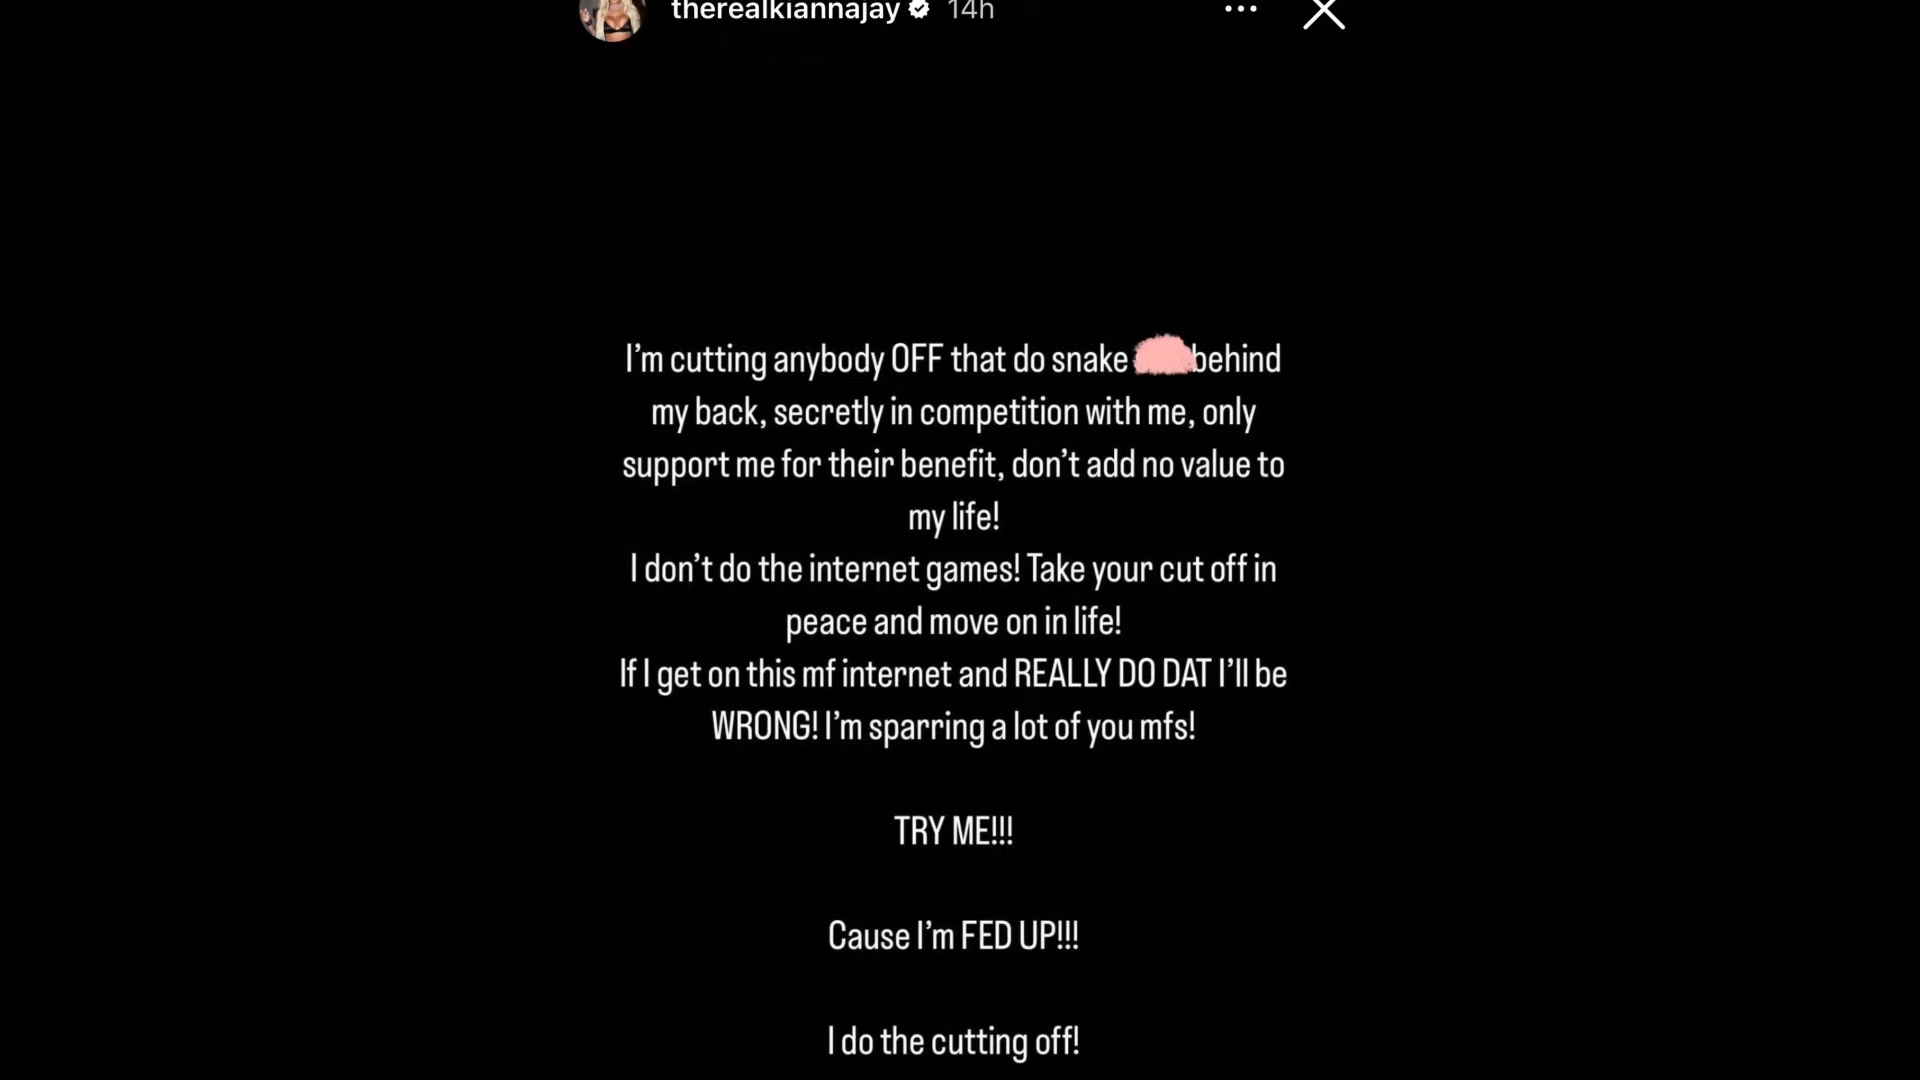 therealkiannajay 14h
I'm cutting anybody OFF that do snake behind
my back, secretly in competition with me, only
support me for their benefit, don't add no value to
my life!
I don't do the internet games! Take your cut off in
peace and move on in life!
If I get on this mf internet and REALLY DO DAT I'll be
WRONG! I'm sparring a lot of you mfs!
TRY ME!!!
Cause I'm FED UP!!!
I do the cutting off!